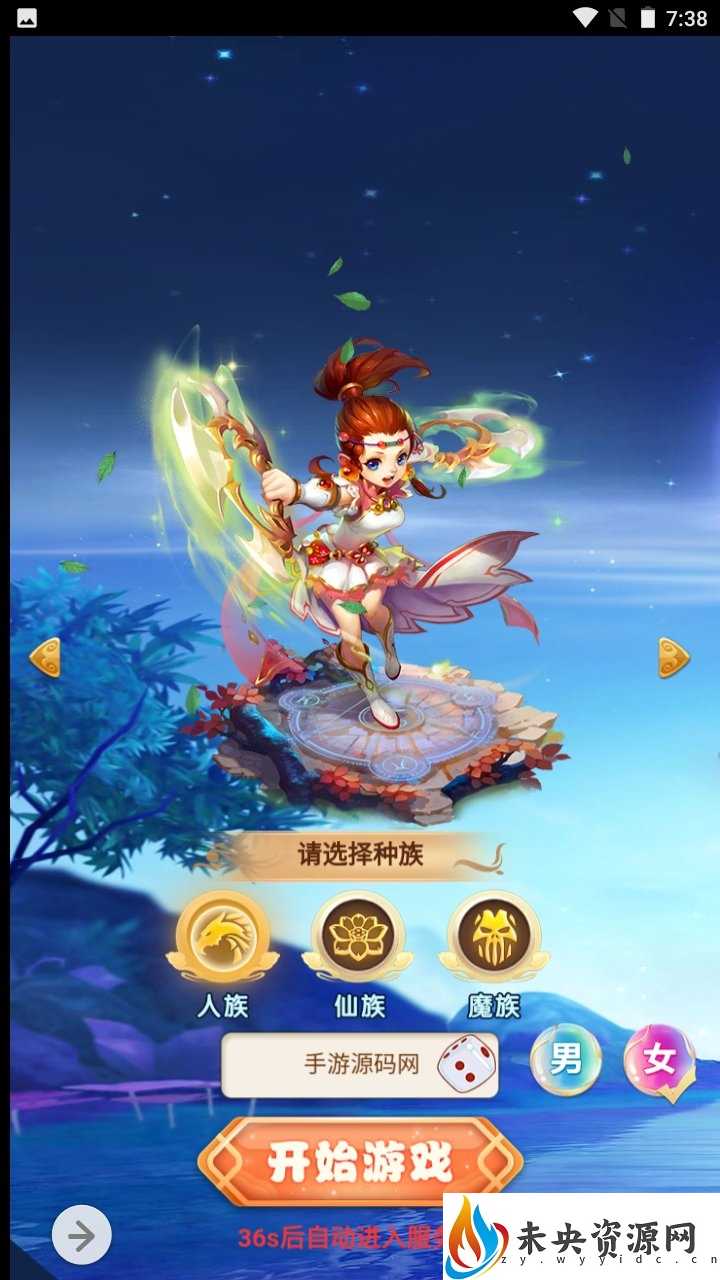 7:38
请选择种族
人族 仙族 魔族
手游源码网 男 女
开始游戏
36s后自动进入服
未央资源网
zy.wyyidc.cn